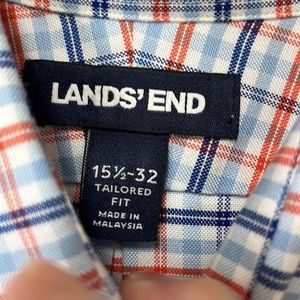 LANDS' END
15½~32
TAILORED
FIT
MADE IN
MALAYSIA